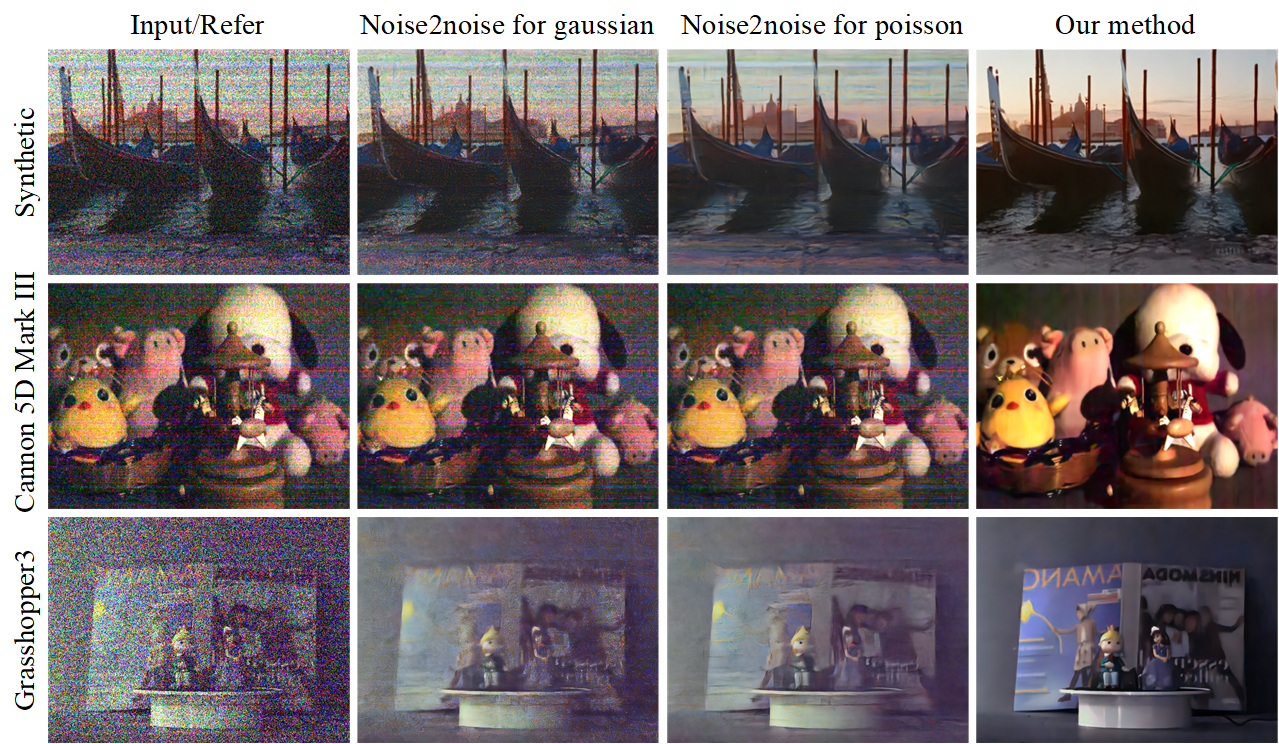 Input/Refer
Noise2noise for gaussian
Noise2noise for poisson
Our method
Synthetic
Cannon 5D Mark III
Grasshopper3